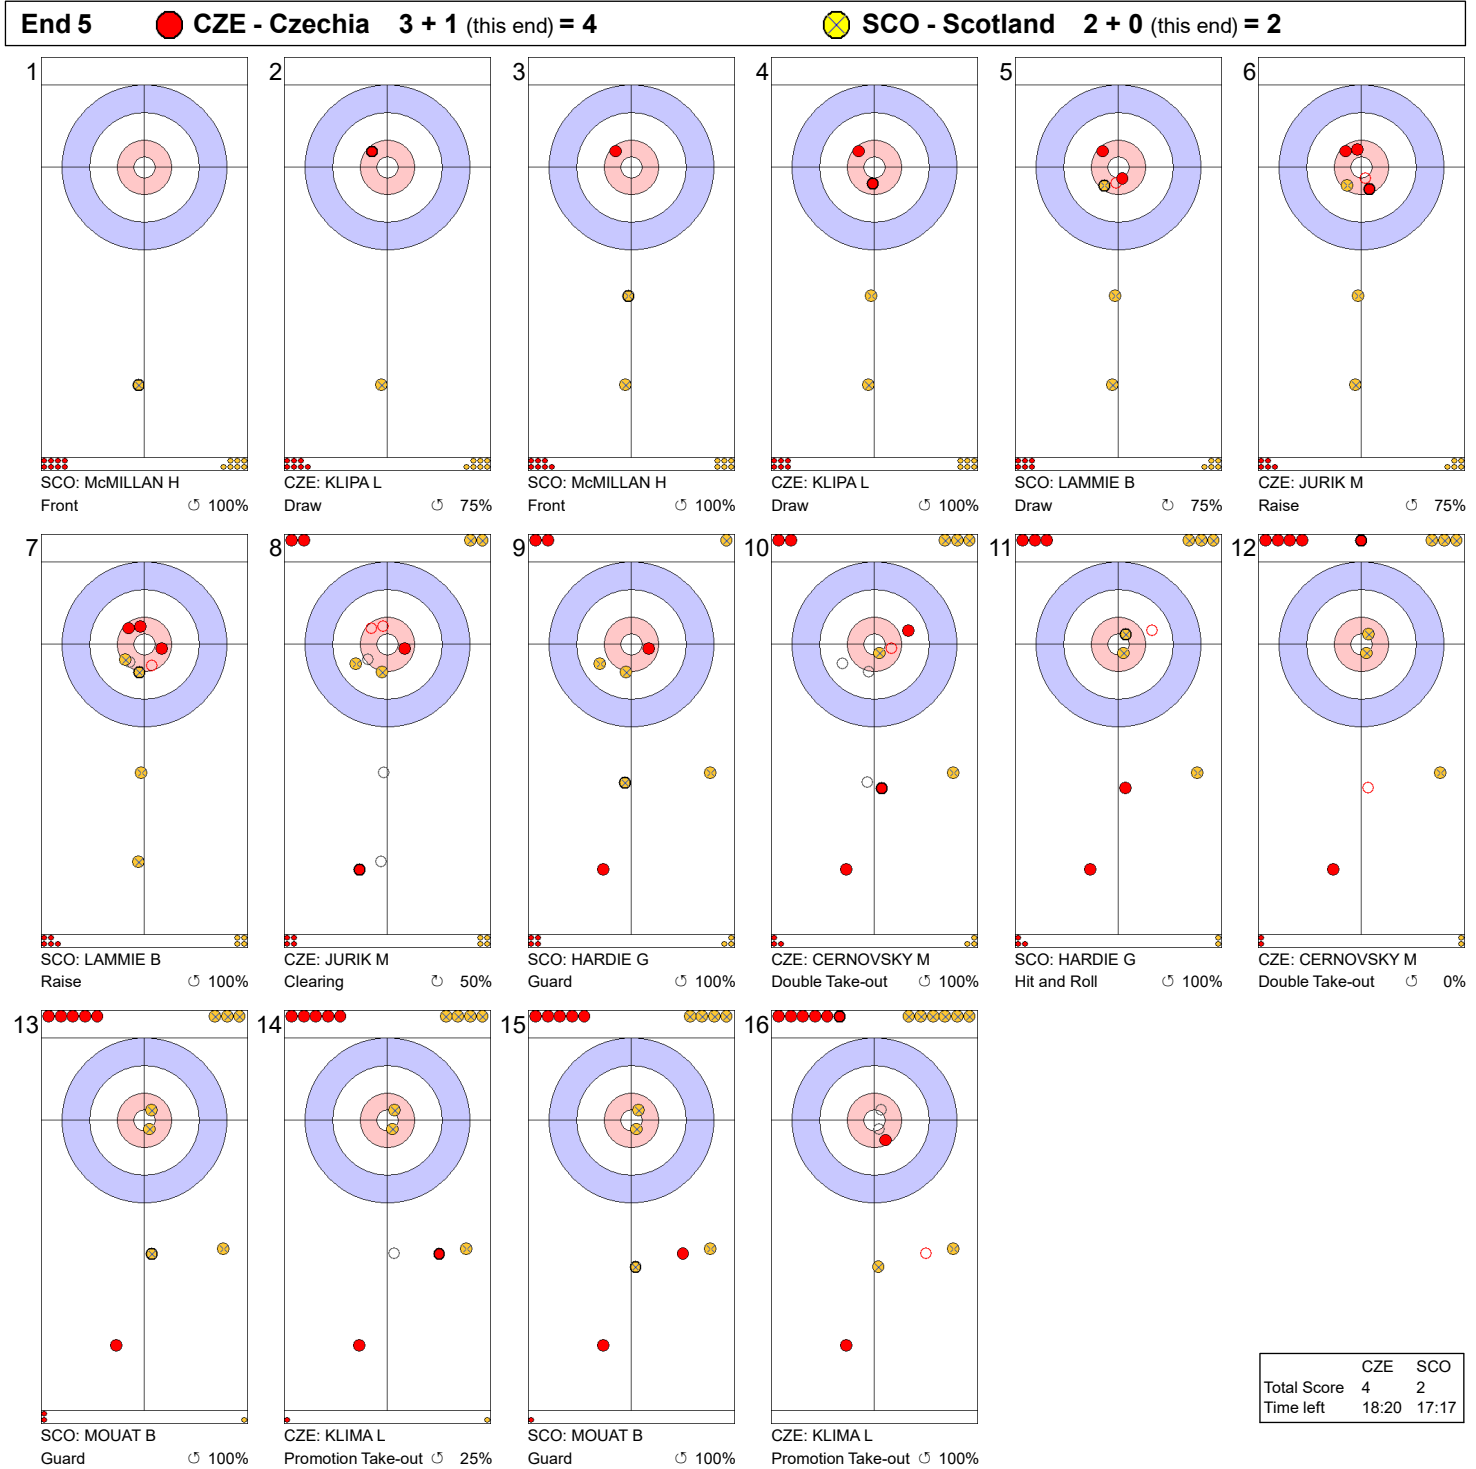 End 5 CZE - Czechia 3 + 1 (this end) = 4 SCO - Scotland 2 + 0 (this end) = 2
1 2 3 4 5 6
SCO: McMILLAN H CZE: KLIPA L SCO: McMILLAN H CZE: KLIPA L SCO: LAMMIE B CZE: JURIK M
Front ↺ 100% Draw ↺ 75% Front ↺ 100% Draw ↺ 100% Draw ↻ 75% Raise ↺ 75%
7 8 9 10 11 12
SCO: LAMMIE B CZE: JURIK M SCO: HARDIE G CZE: CERNOVSKY M SCO: HARDIE G CZE: CERNOVSKY M
Raise ↺ 100% Clearing ↻ 50% Guard ↺ 100% Double Take-out ↺ 100% Hit and Roll ↺ 100% Double Take-out ↺ 0%
13 14 15 16
SCO: MOUAT B CZE: KLIMA L SCO: MOUAT B CZE: KLIMA L
Guard ↺ 100% Promotion Take-out ↺ 25% Guard ↺ 100% Promotion Take-out ↺ 100%
CZE SCO
Total Score 4 2
Time left 18:20 17:17